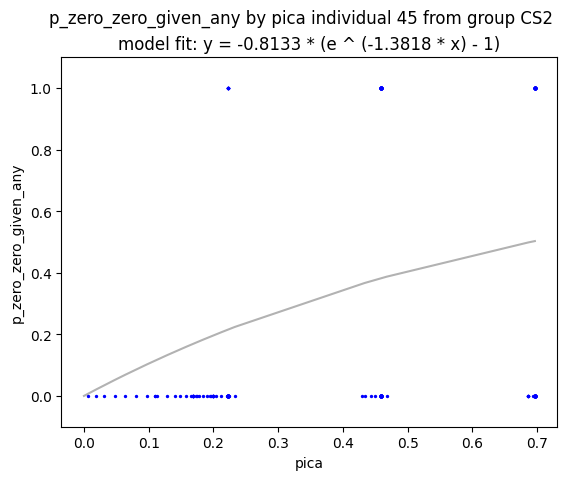 p_zero_zero_given_any by pica individual 45 from group CS2
model fit: y = -0.8133 * (e ^ (-1.3818 * x) - 1)
p_zero_zero_given_any
1.0
0.8
0.6
0.4
0.2
0.0
0.0 0.1 0.2 0.3 0.4 0.5 0.6 0.7
pica